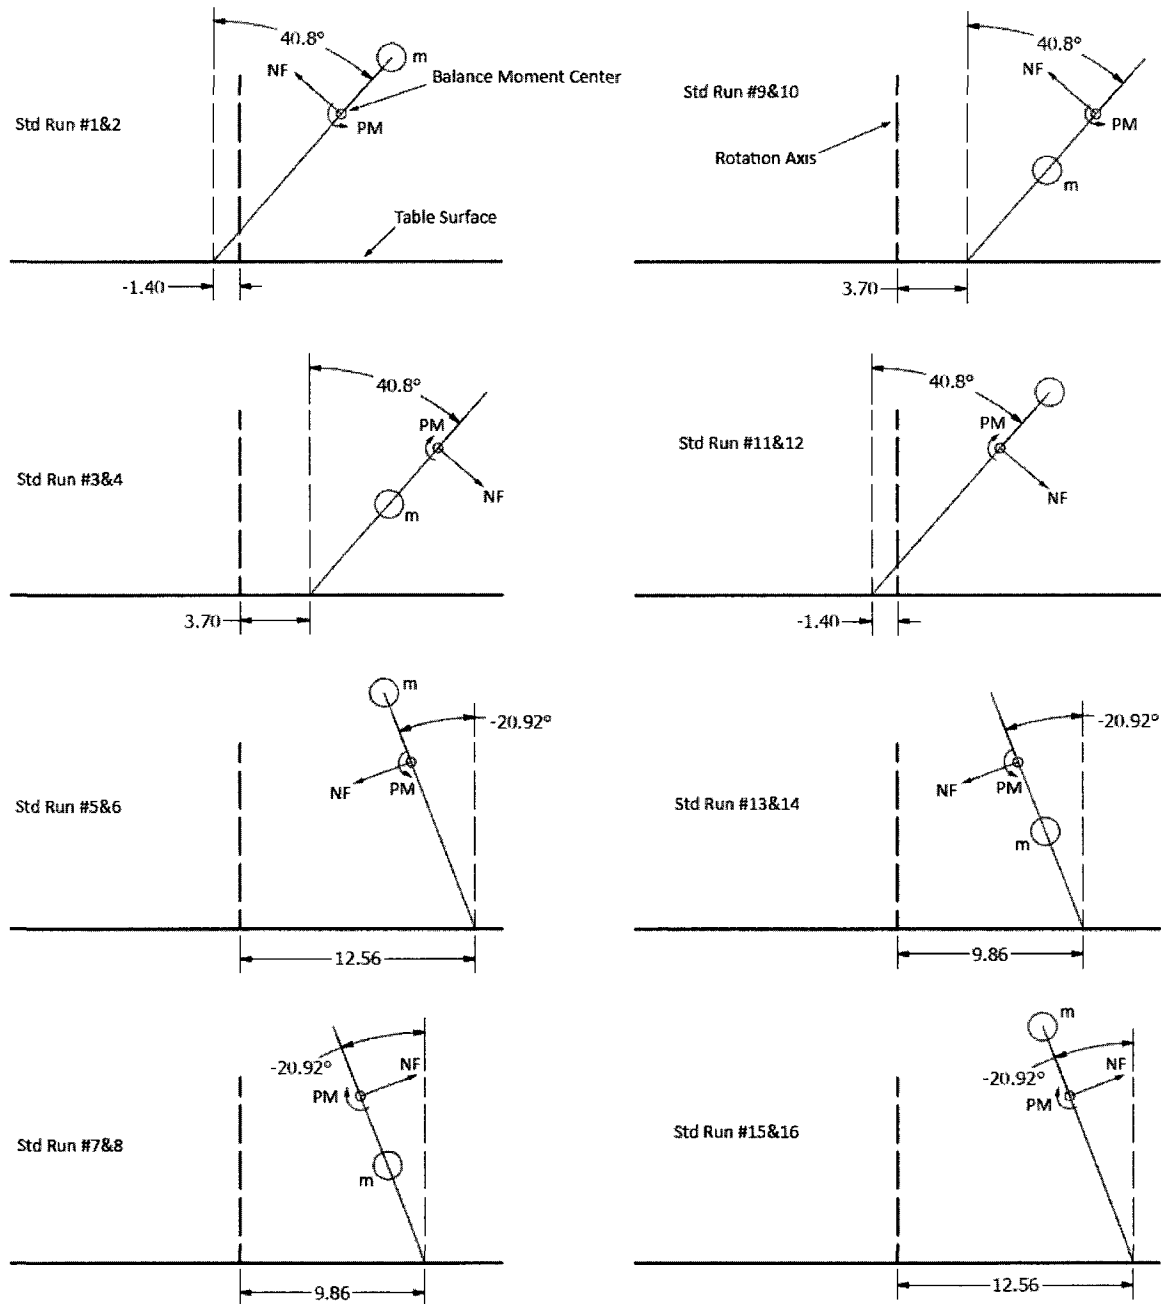 40.8°
m
NF
Balance Moment Center
PM
Std Run #1&2
Table Surface
-1.40
40.8°
NF
Std Run #9&10
PM
Rotation Axis
m
3.70
40.8°
PM
Std Run #3&4
NF
m
3.70
40.8°
PM
Std Run #11&12
NF
-1.40
m
-20.92°
NF
PM
Std Run #5&6
12.56
-20.92°
NF
PM
Std Run #13&14
m
9.86
-20.92°
NF
PM
Std Run #7&8
m
9.86
m
NF
-20.92°
PM
Std Run #15&16
12.56